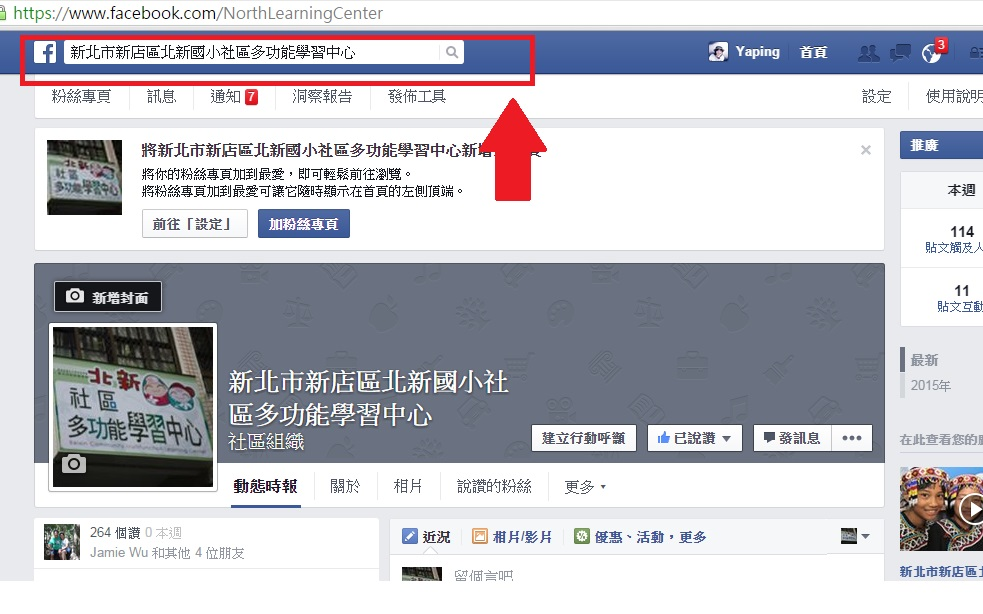 https://www.facebook.com/NorthLearningCenter
新北市新店區北新國小社區多功能學習中心
Yaping 首頁 3
粉絲專頁 訊息 通知 7 洞察報告 發佈工具 設定 使用說明
將新北市新店區北新國小社區多功能學習中心新增
將你的粉絲專頁加到最愛，即可輕鬆前往瀏覽。
將粉絲專頁加到最愛可讓它隨時顯示在首頁的左側頂端。
前往「設定」 加粉絲專頁
推廣
本週
114
貼文觸及人
11
貼文互動
最新
2015年
在此查看您的
新增封面
北新
社區
多功能學習中心
新北市新店區北新國小社
區多功能學習中心
社區組織
建立行動呼籲 已說讚 發訊息
動態時報 關於 相片 說讚的粉絲 更多
264 個讚 0 本週
Jamie Wu 和其他 4 位朋友
近況 相片/影片 優惠、活動，更多
留個言吧
新北市新店區